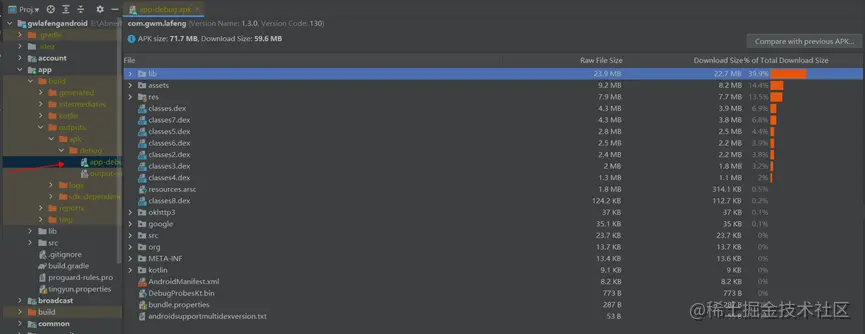 Proj.
gwlafengandroid E:\A
.gradle
.idea
account
app
build
generated
intermediates
kotlin
outputs
apk
debug
app-debu
output-
logs
sdk-dependen
reports
tmp
lib
src
.gitignore
build.gradle
proguard-rules.pro
tingyun.properties
broadcast
build
common
app-debug.apk
com.gwm.lafeng (Version Name: 1.3.0, Version Code: 130)
APK size: 71.7 MB, Download Size: 59.6 MB
Compare with previous APK...
File Raw File Size Download Size % of Total Download Size
lib 23.9 MB 22.7 MB 39.9%
assets 9.2 MB 8.2 MB 14.4%
res 7.9 MB 7.7 MB 13.5%
classes.dex 4.3 MB 3.9 MB 6.9%
classes7.dex 4.3 MB 3.8 MB 6.8%
classes5.dex 2.8 MB 2.5 MB 4.4%
classes6.dex 2.5 MB 2.2 MB 3.9%
classes2.dex 2.4 MB 2.2 MB 3.8%
classes3.dex 2 MB 1.8 MB 3.2%
classes4.dex 1.3 MB 1.1 MB 2%
resources.arsc 1.8 MB 314.1 KB 0.5%
classes8.dex 124.2 KB 112.7 KB 0.2%
okhttp3 37 KB 37 KB 0.1%
google 35.1 KB 35 KB 0.1%
src 23.7 KB 23.7 KB 0%
org 13.7 KB 13.7 KB 0%
META-INF 13.4 KB 13.6 KB 0%
kotlin 9.1 KB 9 KB 0%
AndroidManifest.xml 8.2 KB 8.2 KB 0%
DebugProbesKt.bin 773 B 773 B 0%
bundle.properties 287 B
androidsupportmultidexversion.txt 53 B
@稀土掘金技术社区